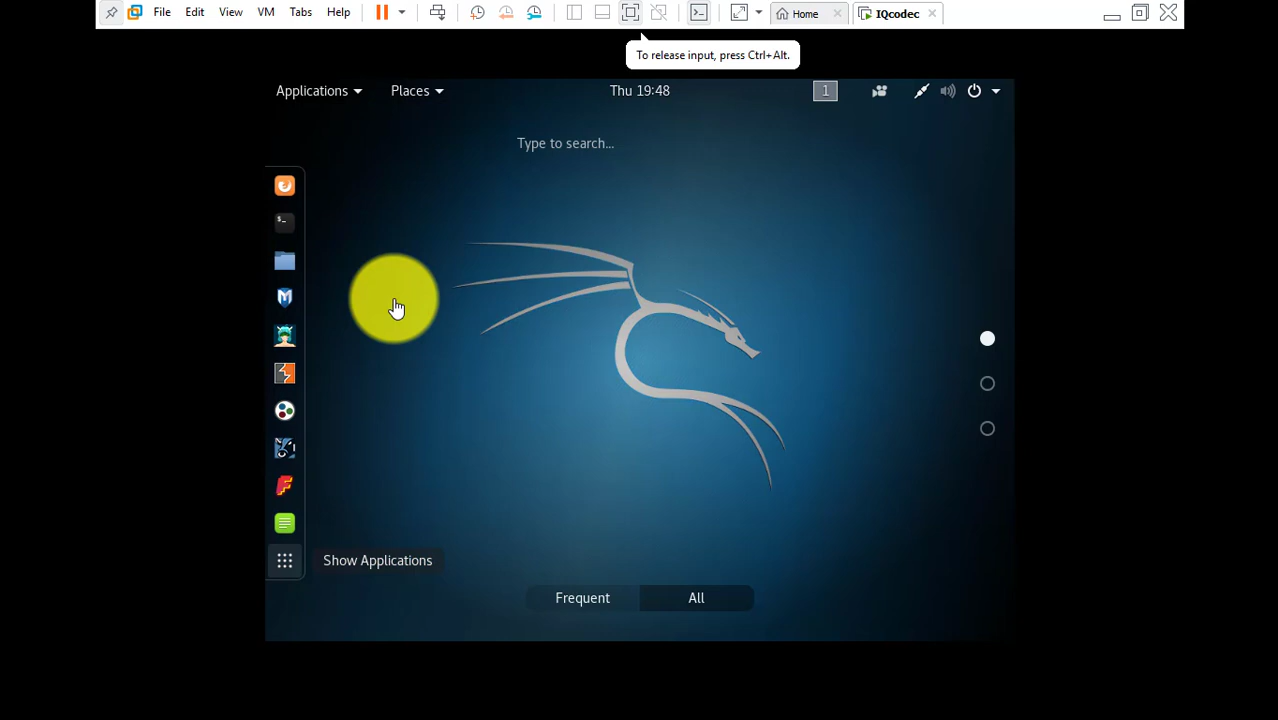 File Edit View VM Tabs Help Home IQcodec
To release input, press Ctrl+Alt.
Applications Places Thu 19:48 1
Type to search...
Show Applications
Frequent All